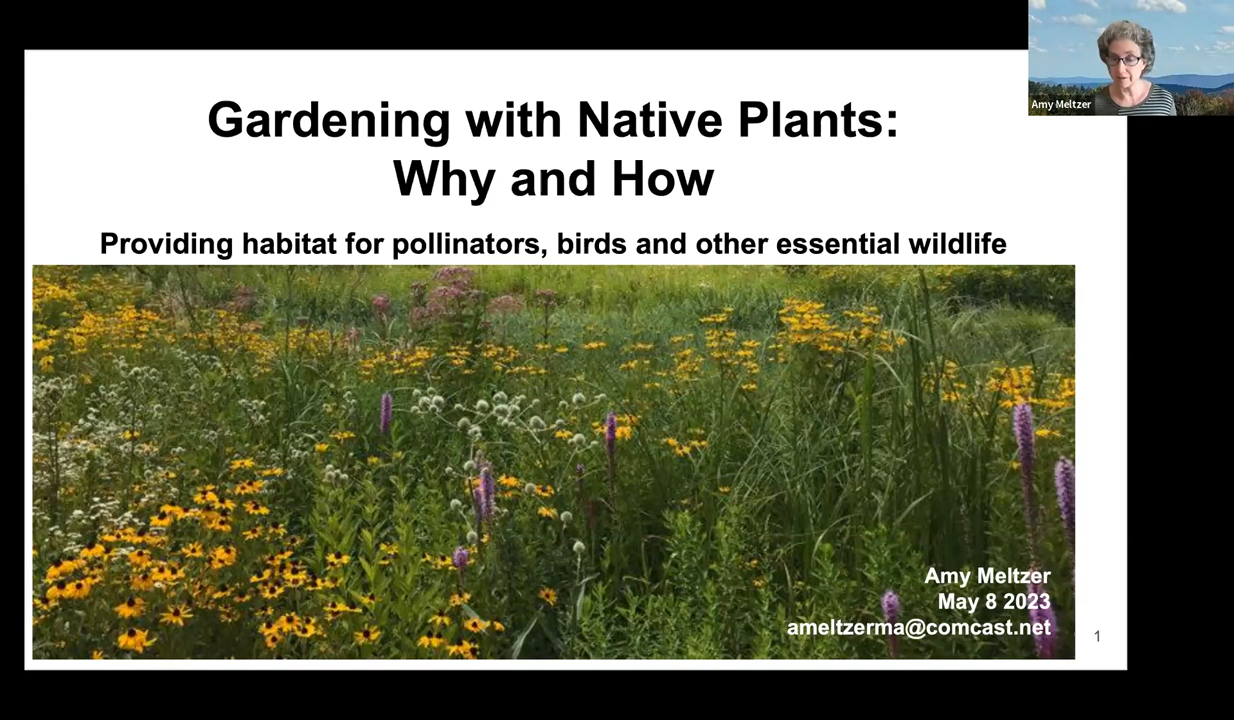 Gardening with Native Plants:
Why and How
Providing habitat for pollinators, birds and other essential wildlife
Amy Meltzer
May 8 2023
ameltzerma@comcast.net
1
Amy Meltzer